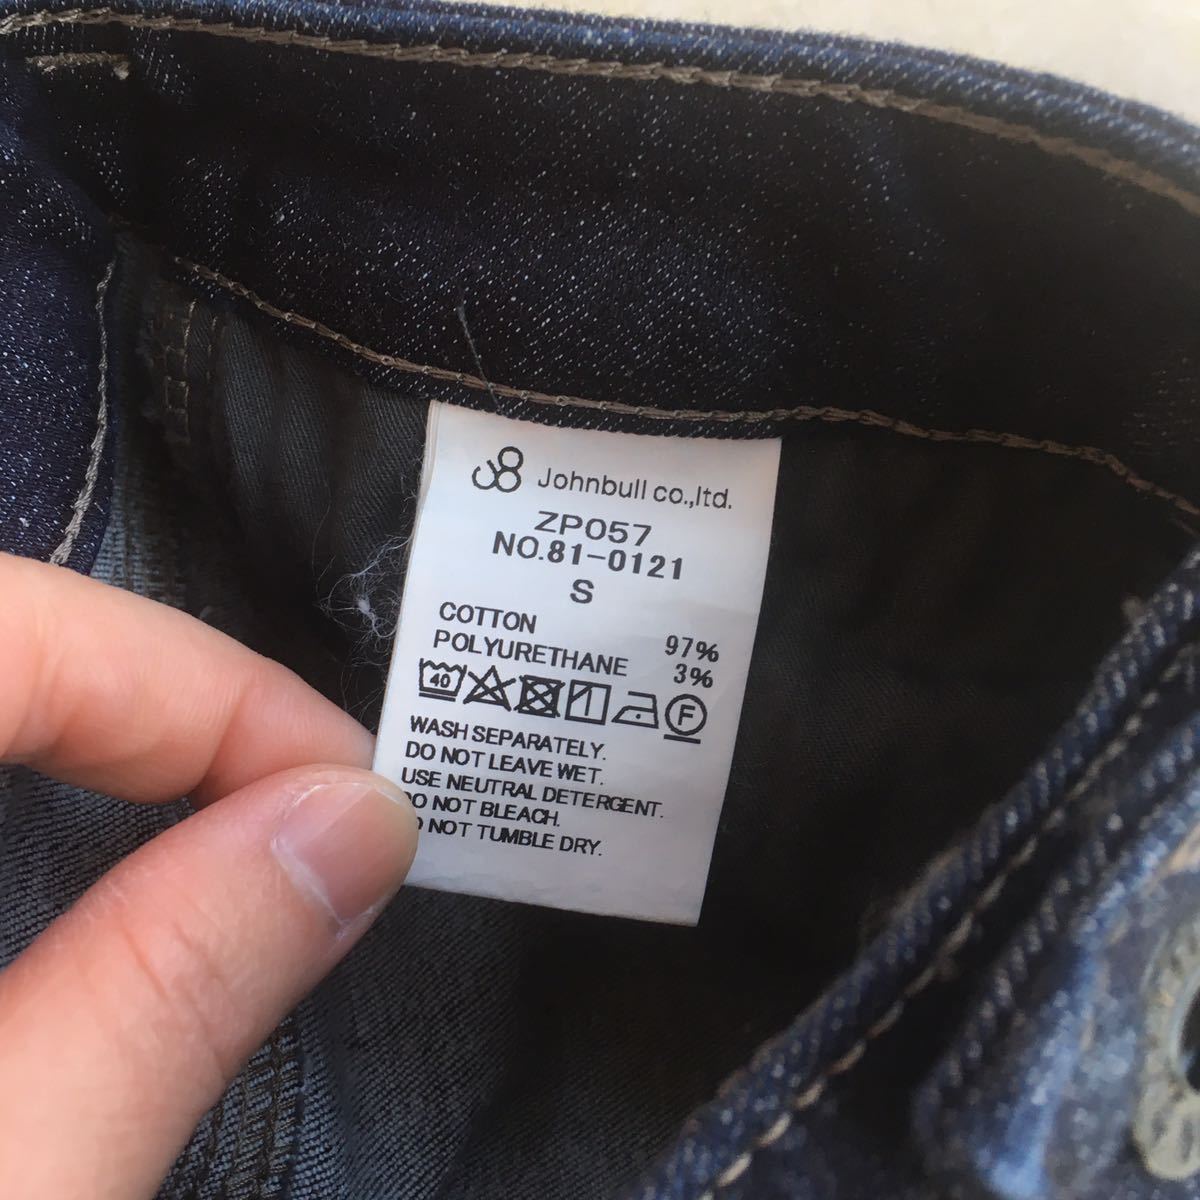 Johnbull co.,ltd.
ZP057
NO.81-0121
S
COTTON 97%
POLYURETHANE 3%
40 F
WASH SEPARATELY.
DO NOT LEAVE WET.
USE NEUTRAL DETERGENT.
DO NOT BLEACH.
DO NOT TUMBLE DRY.